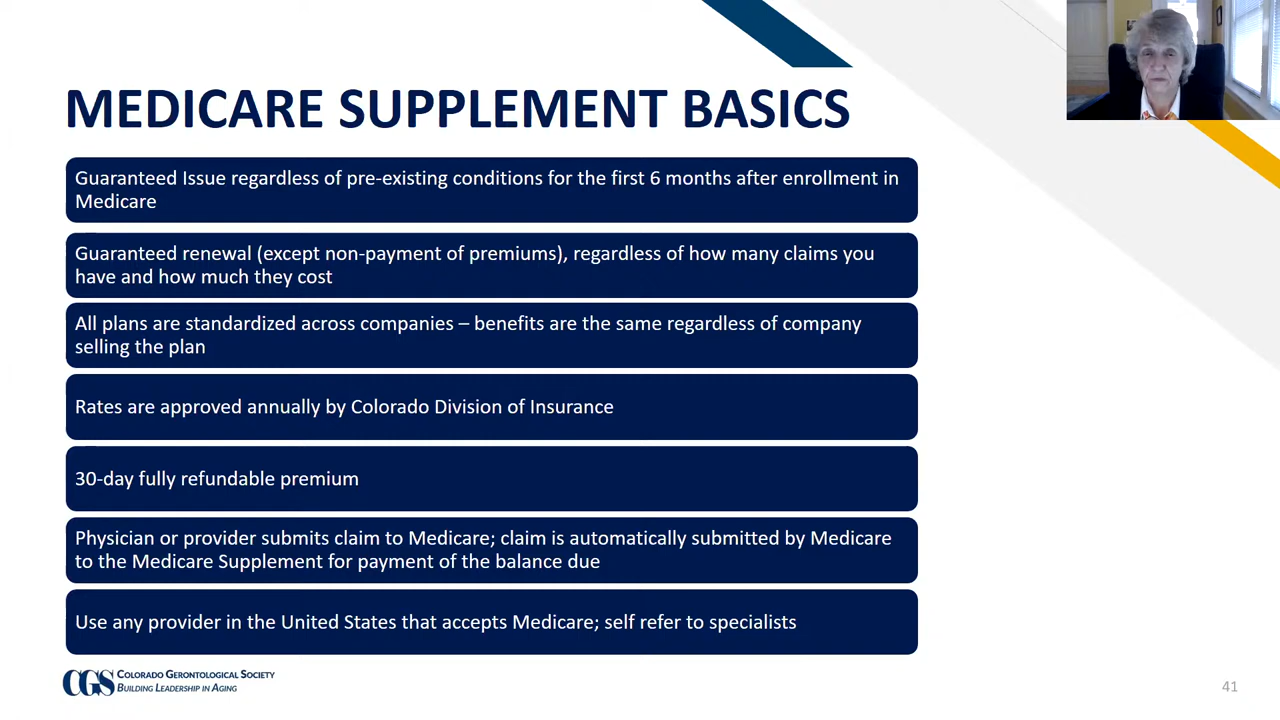 MEDICARE SUPPLEMENT BASICS
Guaranteed Issue regardless of pre-existing conditions for the first 6 months after enrollment in
Medicare
Guaranteed renewal (except non-payment of premiums), regardless of how many claims you
have and how much they cost
All plans are standardized across companies – benefits are the same regardless of company
selling the plan
Rates are approved annually by Colorado Division of Insurance
30-day fully refundable premium
Physician or provider submits claim to Medicare; claim is automatically submitted by Medicare
to the Medicare Supplement for payment of the balance due
Use any provider in the United States that accepts Medicare; self refer to specialists
CGS COLORADO GERONTOLOGICAL SOCIETY
BUILDING LEADERSHIP IN AGING
41